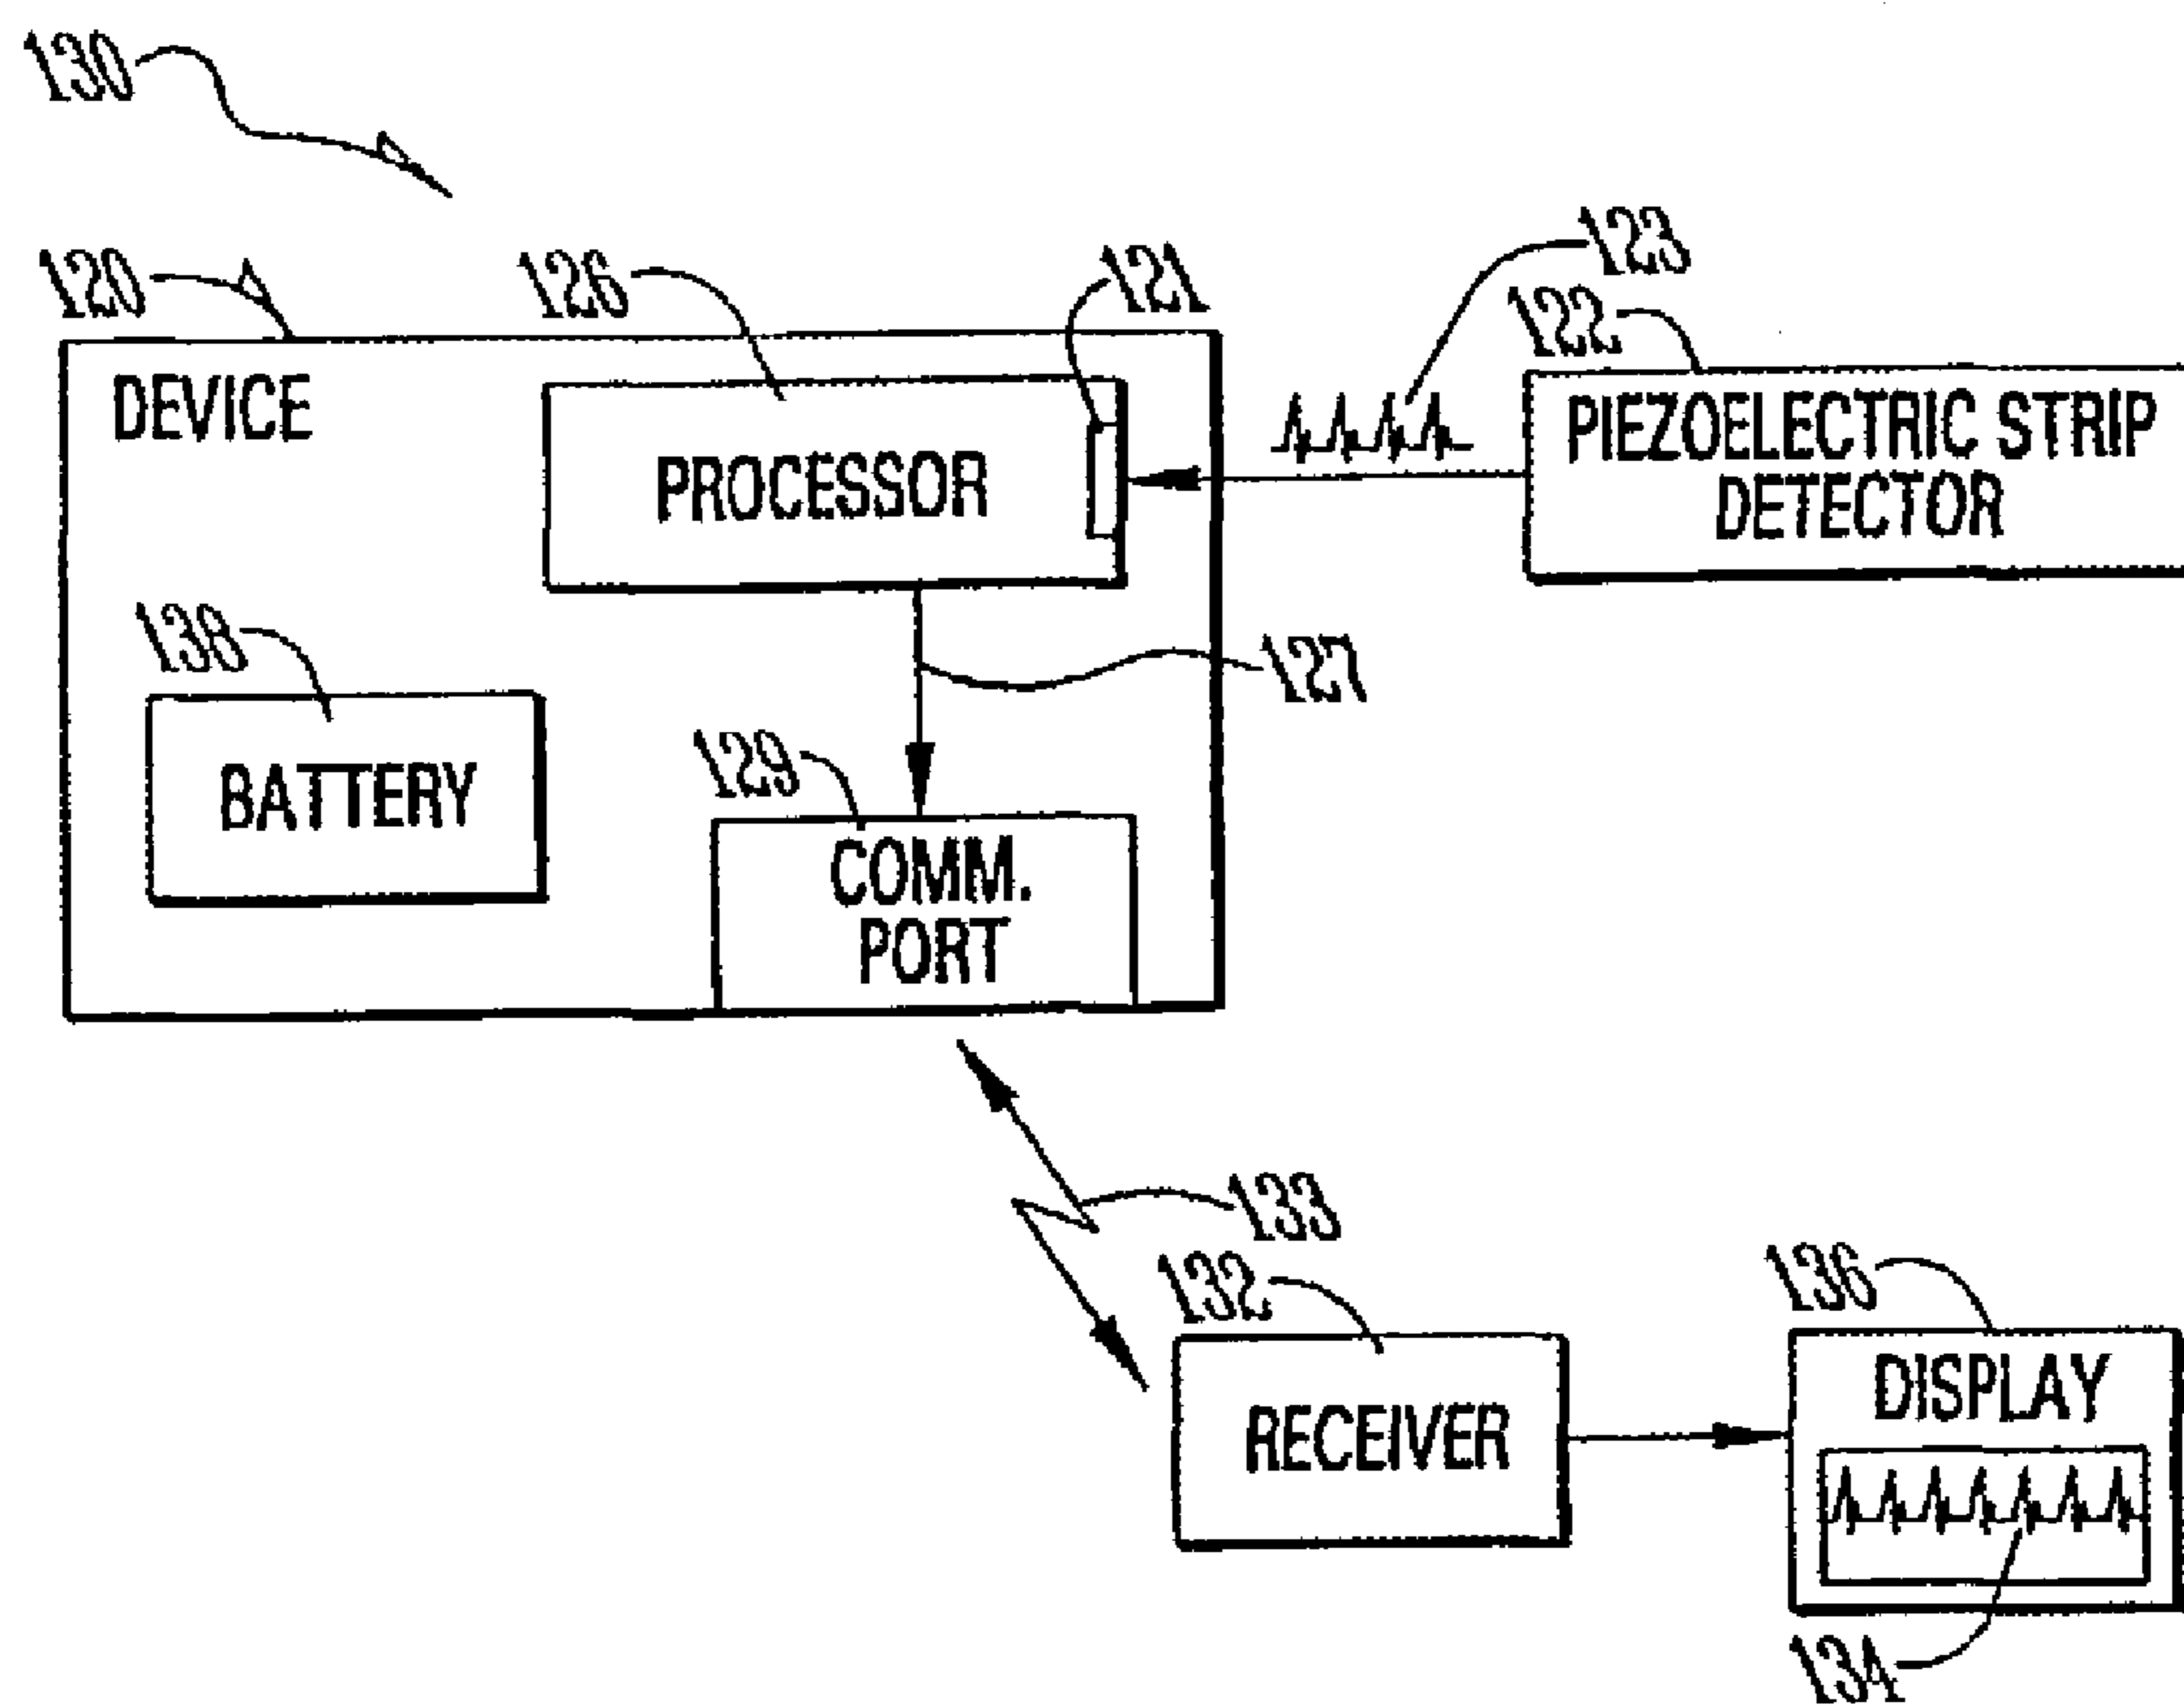 130
120
126
121
123
122
DEVICE
PROCESSOR
PIEZOELECTRIC STRIP
DETECTOR
138
127
BATTERY
129
COMM.
PORT
133
132
136
RECEIVER
DISPLAY
134